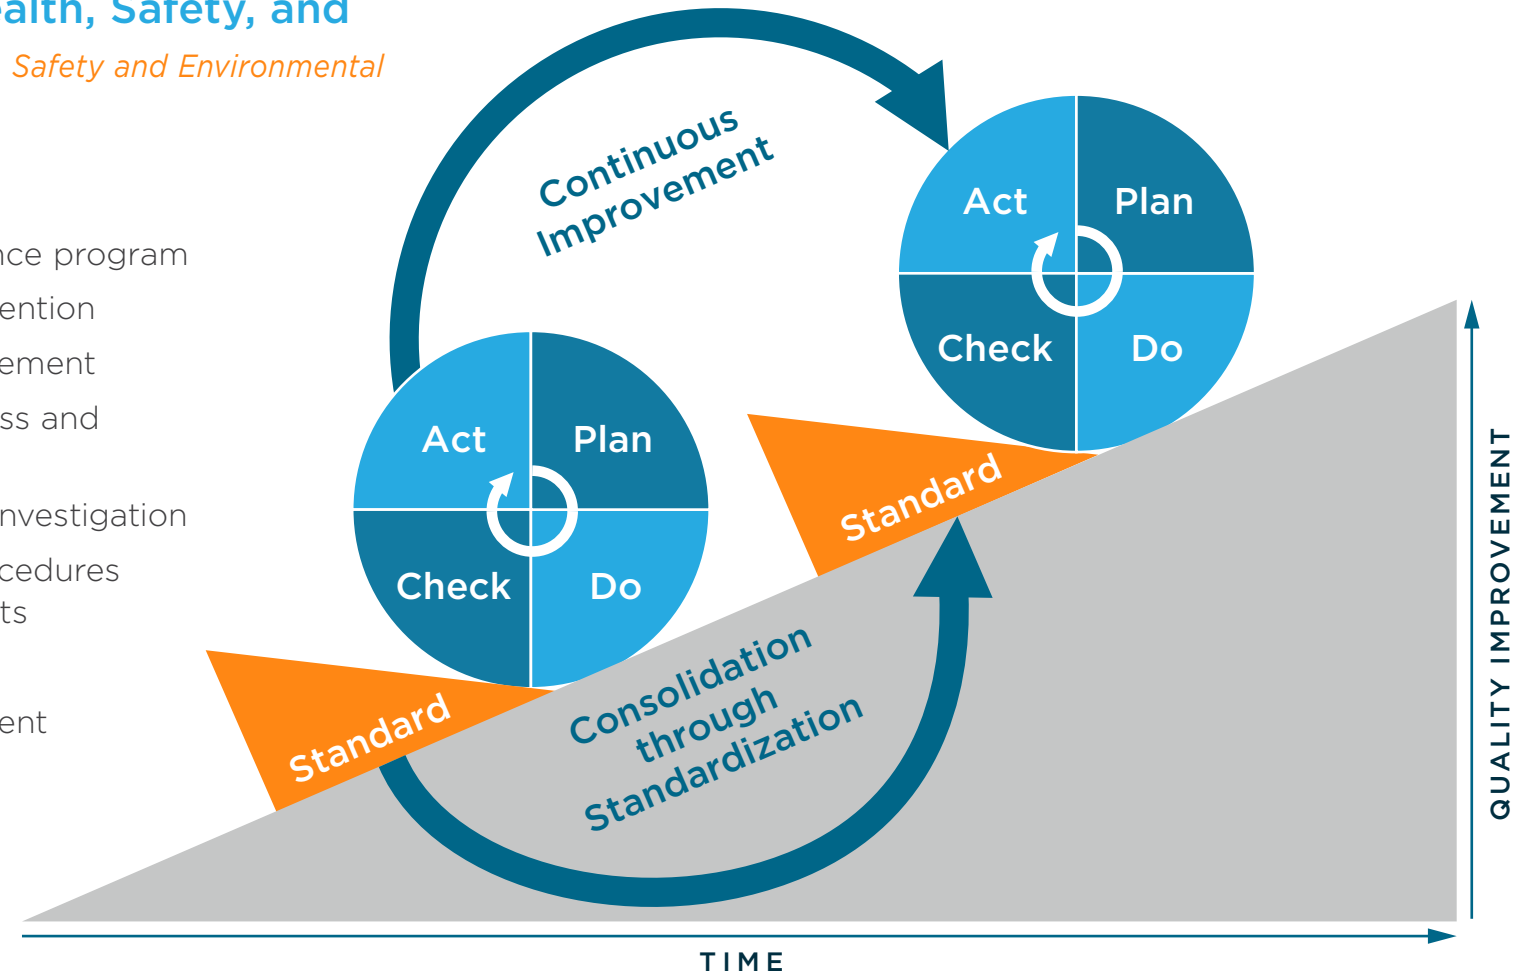 ealth, Safety, and
Safety and Environmental
nce program
ention
ement
ss and
nvestigation
cedures
ts
ent
Continuous
Improvement
Act
Plan
Check
Do
Standard
Act
Plan
Check
Do
Standard
Consolidation
through
Standardization
QUALITY IMPROVEMENT
TIME